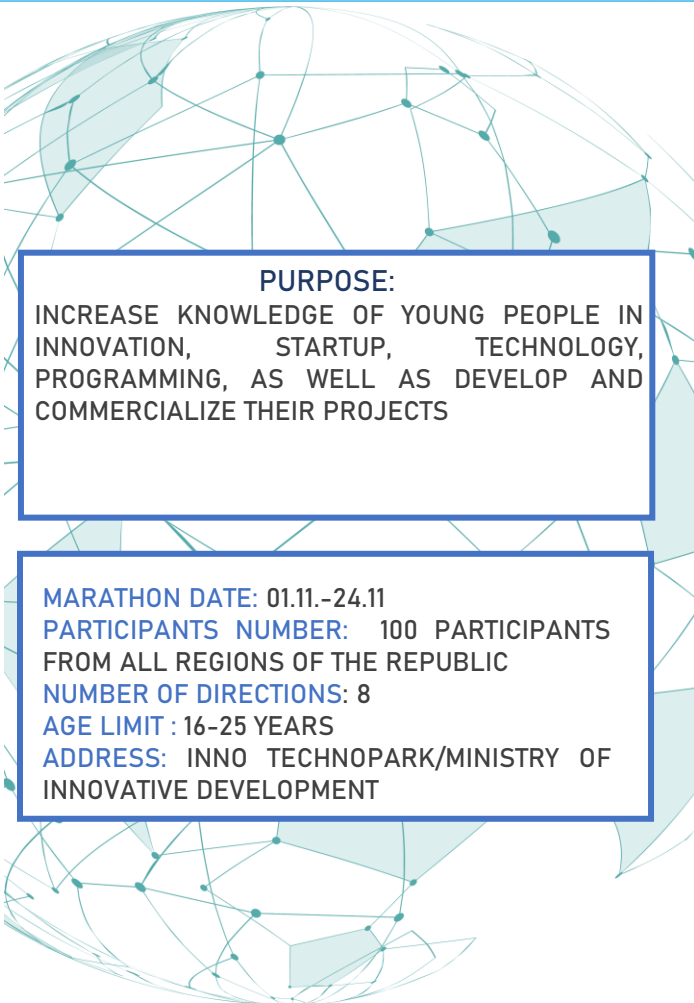 PURPOSE:
INCREASE KNOWLEDGE OF YOUNG PEOPLE IN
INNOVATION, STARTUP, TECHNOLOGY,
PROGRAMMING, AS WELL AS DEVELOP AND
COMMERCIALIZE THEIR PROJECTS
MARATHON DATE: 01.11.-24.11
PARTICIPANTS NUMBER: 100 PARTICIPANTS
FROM ALL REGIONS OF THE REPUBLIC
NUMBER OF DIRECTIONS: 8
AGE LIMIT : 16-25 YEARS
ADDRESS: INNO TECHNOPARK/MINISTRY OF
INNOVATIVE DEVELOPMENT